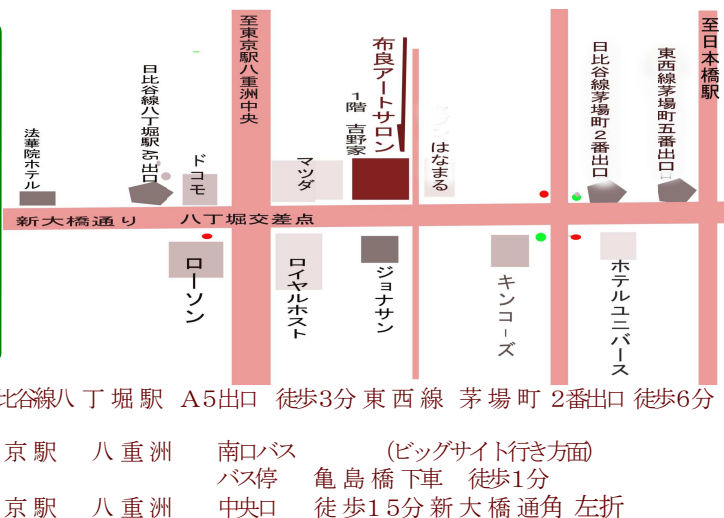 至東京駅八重洲中央
布良アートサロン
1階 吉野家
はなまる
日比谷線茅場町2番出口
東西線茅場町五番出口
至日本橋駅
法華院ホテル
日比谷線八丁堀駅A5出口
ドコモ
マツダ
新大橋通り 八丁堀交差点
ローソン
ロイヤルホスト
ジョナサン
キンコーズ
ホテルユニバース
比谷線八丁堀駅 A5出口 徒歩3分 東西線 茅場町 2番出口 徒歩6分
京駅 八重洲 南口バス (ビッグサイト行き方面)
バス停 亀島橋下車 徒歩1分
京駅 八重洲 中央口 徒歩15分新大橋通角 左折